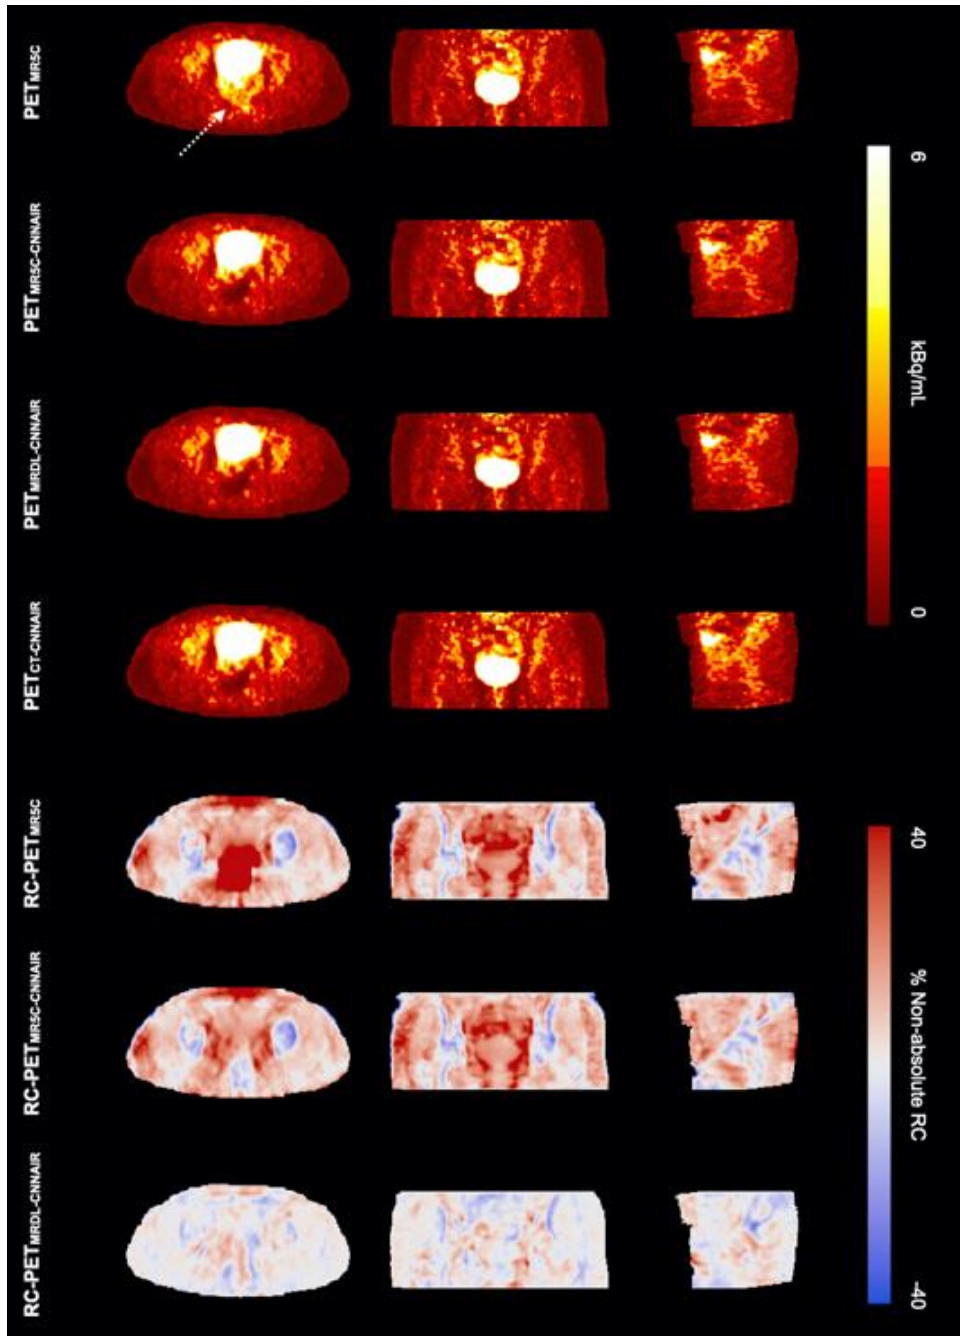 PETMR5C
PETMR5C-CNNAIR
PETMRDL-CNNAIR
PETCT-CNNAIR
RC-PETMR5C
RC-PETMR5C-CNNAIR
RC-PETMRDL-CNNAIR
6
kBq/mL
0
40
% Non-absolute RC
-40